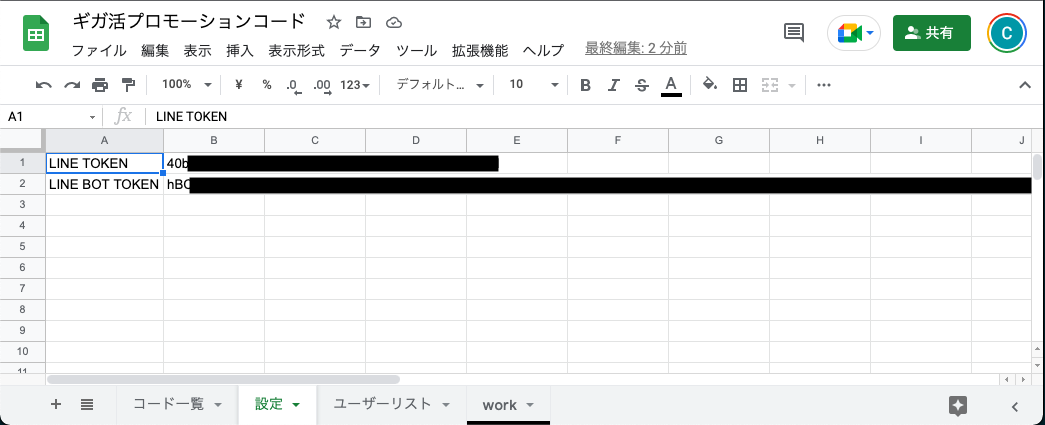 ギガ活プロモーションコード
ファイル 編集 表示 挿入 表示形式 データ ツール 拡張機能 ヘルプ 最終編集: 2 分前
共有
C
100% ¥ % .0 .00 123 デフォルト... 10 B I S A
A1 fx LINE TOKEN
A B C D E F G H I J
1 LINE TOKEN 40b
2 LINE BOT TOKEN hBC
3
4
5
6
7
8
9
10
11
コード一覧 設定 ユーザーリスト work